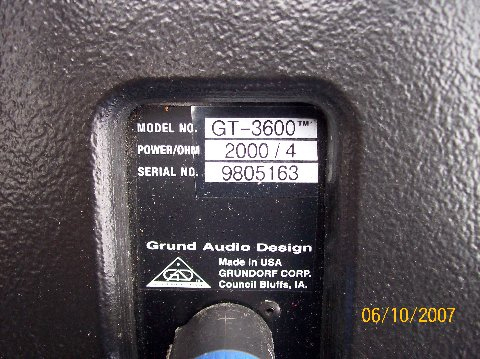 MODEL NO. GT-3600™
POWER/OHM 2000 / 4
SERIAL NO. 9805163
Grund Audio Design
Made in USA
GRUNDORF CORP.
Council Bluffs, IA.
06/10/2007